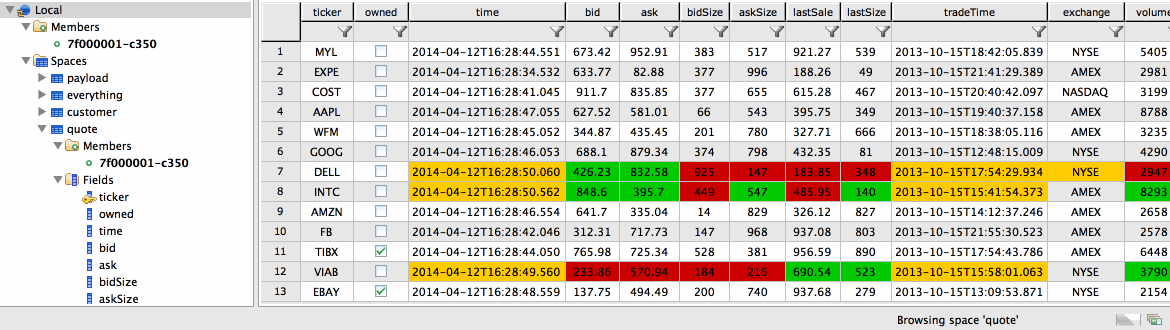 Local
Members
7f000001-c350
Spaces
payload
everything
customer
quote
Members
7f000001-c350
Fields
ticker
owned
time
bid
ask
bidSize
askSize
ticker owned time bid ask bidSize askSize lastSale lastSize tradeTime exchange volume
1 MYL 2014-04-12T16:28:44.551 673.42 952.91 383 517 921.27 539 2013-10-15T18:42:05.839 NYSE 5405
2 EXPE 2014-04-12T16:28:34.532 633.77 82.88 377 996 188.26 49 2013-10-15T21:41:29.389 AMEX 2981
3 COST 2014-04-12T16:28:41.045 911.7 835.85 377 655 615.28 467 2013-10-15T20:40:42.097 NASDAQ 3199
4 AAPL 2014-04-12T16:28:47.055 627.52 581.01 66 543 395.75 349 2013-10-15T19:40:37.158 AMEX 8788
5 WFM 2014-04-12T16:28:45.052 344.87 435.45 201 780 327.71 666 2013-10-15T18:38:05.116 AMEX 3235
6 GOOG 2014-04-12T16:28:46.053 688.1 879.34 374 798 432.35 81 2013-10-15T12:48:15.009 NYSE 4290
7 DELL 2014-04-12T16:28:50.060 426.23 832.58 925 147 183.85 348 2013-10-15T17:54:29.934 NYSE 2947
8 INTC 2014-04-12T16:28:50.562 848.6 395.7 449 547 485.95 140 2013-10-15T15:41:54.373 AMEX 8293
9 AMZN 2014-04-12T16:28:46.554 641.7 335.04 14 829 326.12 827 2013-10-15T14:12:37.246 AMEX 2658
10 FB 2014-04-12T16:28:42.046 312.31 717.73 147 968 937.08 803 2013-10-15T21:55:30.523 AMEX 2578
11 TIBX 2014-04-12T16:28:44.050 765.98 725.34 528 381 956.59 890 2013-10-15T17:54:43.786 AMEX 6448
12 VIAB 2014-04-12T16:28:49.560 233.86 570.94 184 215 690.54 523 2013-10-15T15:58:01.063 NYSE 3790
13 EBAY 2014-04-12T16:28:48.559 137.75 494.49 200 740 937.68 279 2013-10-15T13:09:53.871 NYSE 2154
Browsing space 'quote'